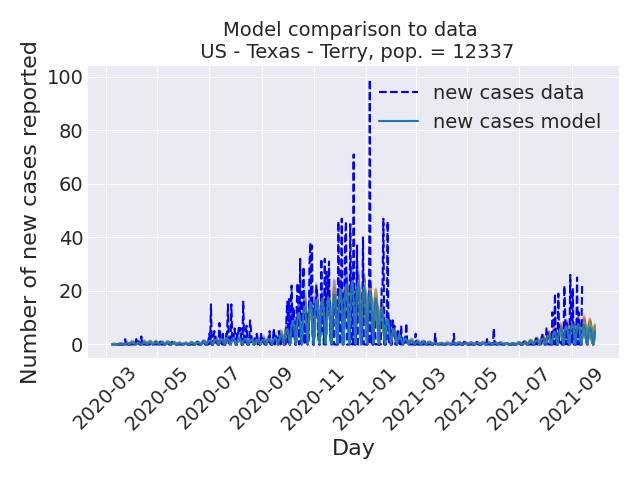 Model comparison to data
US - Texas - Terry, pop. = 12337
Number of new cases reported
100
80
60
40
20
0
new cases data
new cases model
2020-03
2020-05
2020-07
2020-09
2020-11
2021-01
2021-03
2021-05
2021-07
2021-09
Day